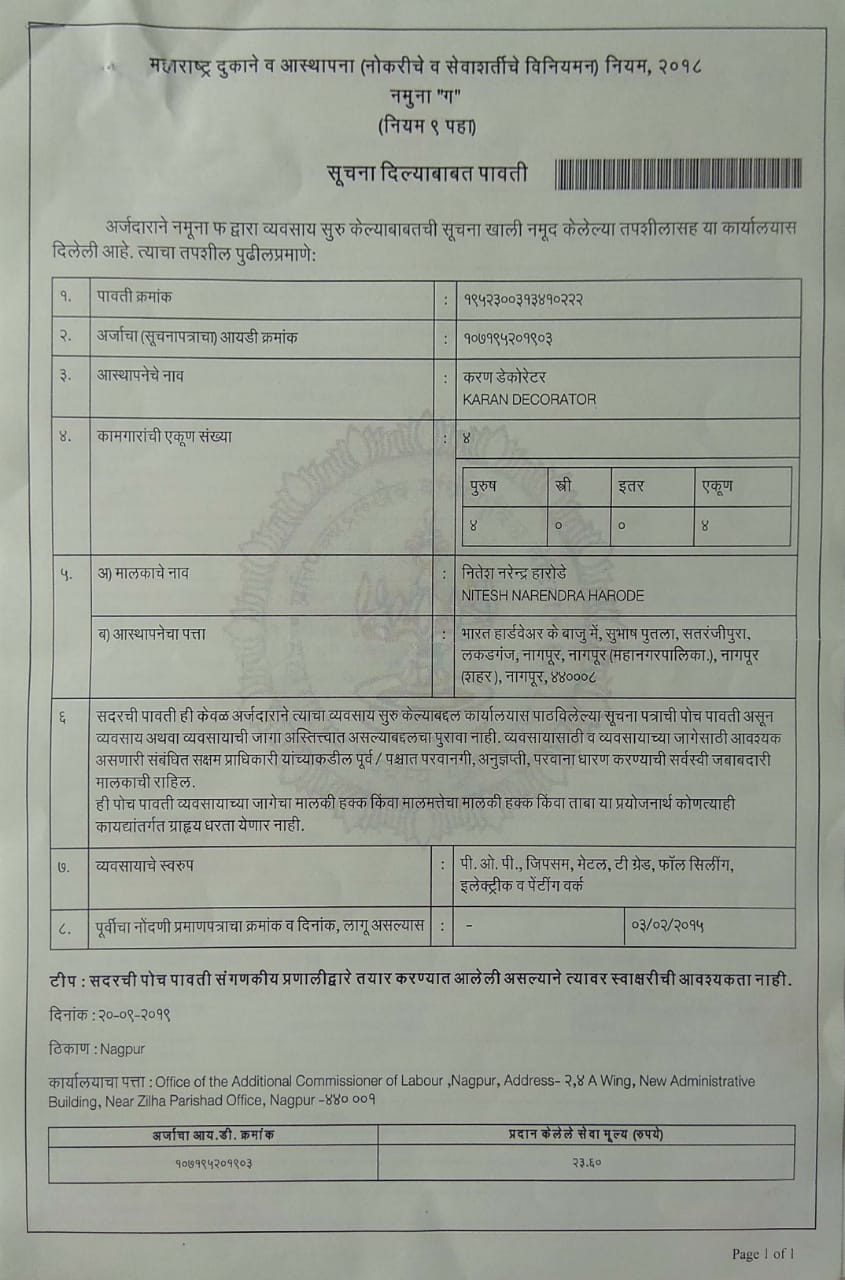 महाराष्ट्र दुकाने व आस्थापना (नोकरीचे व सेवाशर्तीचे विनियमन) नियम, २०१८
नमुना "ग"
(नियम ९ पहा)
सूचना दिल्याबाबत पावती
अर्जदाराने नमूना फ द्वारा व्यवसाय सुरु केल्याबाबतची सूचना खाली नमूद केलेल्या तपशीलासह या कार्यालयास
दिलेली आहे. त्याचा तपशील पुढीलप्रमाणे:
१. पावती क्रमांक : १९५२३००३१३४१०२२२
२. अर्जाचा (सूचनापत्राचा) आयडी क्रमांक : १०७१९५२०१९०३
३. आस्थापनेचे नाव : करण डेकोरेटर
KARAN DECORATOR
४. कामगारांची एकूण संख्या : ४
पुरुष स्त्री इतर एकूण
४ ० ० ४
५. अ) मालकाचे नाव : नितेश नरेन्द्र हारोडे
NITESH NARENDRA HARODE
ब) आस्थापनेचा पत्ता : भारत हार्डवेअर के बाजु में, सुभाष पुतला, सतरंजीपुरा,
लकडगंज, नागपूर, नागपूर (महानगरपालिका.), नागपूर
(शहर ), नागपूर, ४४०००८
६ सदरची पावती ही केवळ अर्जदाराने त्याचा व्यवसाय सुरु केल्याबद्दल कार्यालयास पाठविलेल्या सूचना पत्राची पोच पावती असून
व्यवसाय अथवा व्यवसायाची जागा अस्तित्त्वात असल्याबद्दलचा पुरावा नाही. व्यवसायासाठी व व्यवसायाच्या जागेसाठी आवश्यक
असणारी संबंधित सक्षम प्राधिकारी यांच्याकडील पूर्व / पश्चात परवानगी, अनुज्ञप्ती, परवाना धारण करण्याची सर्वस्वी जबाबदारी
मालकाची राहिल.
ही पोच पावती व्यवसायाच्या जागेचा मालकी हक्क किंवा मालमत्तेचा मालकी हक्क किंवा ताबा या प्रयोजनार्थ कोणत्याही
कायद्यांतर्गत ग्राहृय धरता येणार नाही.
७. व्यवसायाचे स्वरुप : पी. ओ. पी., जिपसम, मेटल, टी ग्रेड, फॉल सिलींग,
इलेक्ट्रीक व पेंटींग वर्क
८. पूर्वीचा नोंदणी प्रमाणपत्राचा क्रमांक व दिनांक, लागू असल्यास : - ०३/०२/२०१५
टीप : सदरची पोच पावती संगणकीय प्रणालीद्वारे तयार करण्यात आलेली असल्याने त्यावर स्वाक्षरीची आवश्यकता नाही.
दिनांक : २०-०९-२०१९
ठिकाण : Nagpur
कार्यालयाचा पत्ता : Office of the Additional Commissioner of Labour ,Nagpur, Address- २,४ A Wing, New Administrative
Building, Near Zilha Parishad Office, Nagpur -४४० ००१
अर्जाचा आय.डी. क्रमांक प्रदान केलेले सेवा मूल्य (रुपये)
१०७१९५२०१९०३ २३.६०
Page 1 of 1